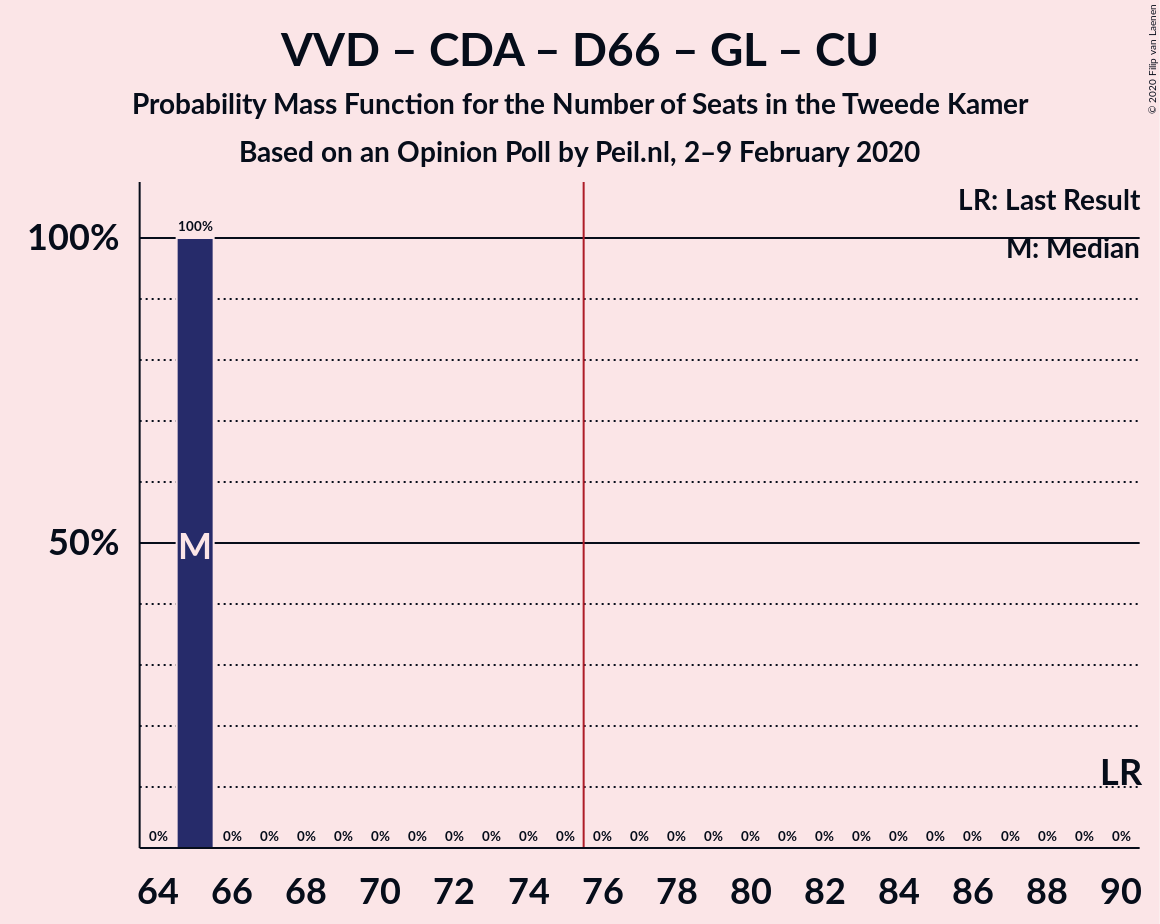 VVD – CDA – D66 – GL – CU
Probability Mass Function for the Number of Seats in the Tweede Kamer
Based on an Opinion Poll by Peil.nl, 2–9 February 2020
© 2020 Filip van Laenen
LR: Last Result
M: Median
100%
100%
50%
M
LR
0% 0% 0% 0% 0% 0% 0% 0% 0% 0% 0% 0% 0% 0% 0% 0% 0% 0% 0% 0% 0% 0% 0% 0% 0% 0%
64 66 68 70 72 74 76 78 80 82 84 86 88 90